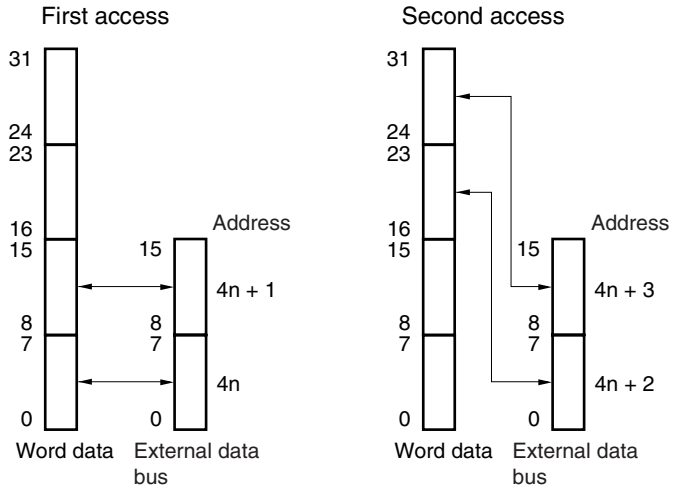 First access
31
24
23
16
15
8
7
0
Word data
Address
15
4n + 1
8
7
4n
0
External data
bus
Second access
31
24
23
16
15
8
7
0
Word data
Address
15
4n + 3
8
7
4n + 2
0
External data
bus